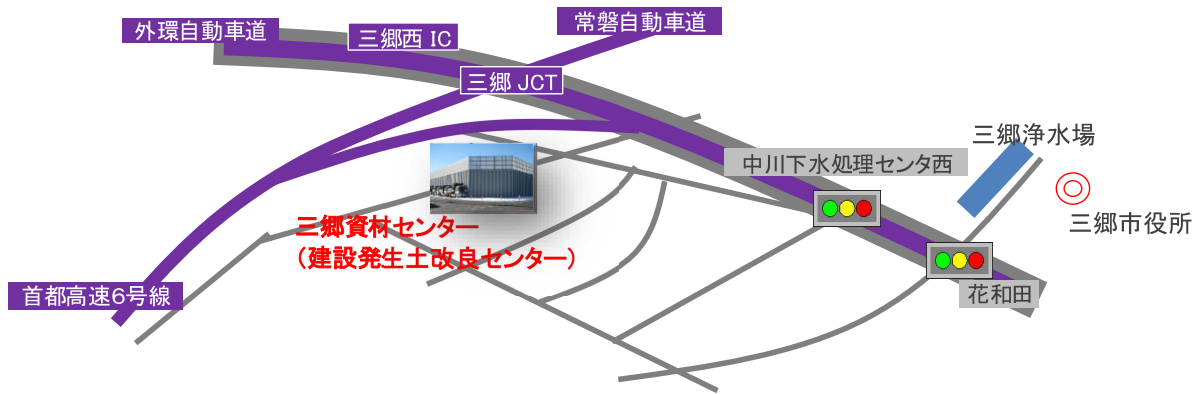 外環自動車道
三郷西 IC
常磐自動車道
三郷 JCT
三郷浄水場
中川下水処理センタ西
三郷市役所
三郷資材センター
（建設発生土改良センター）
首都高速6号線
花和田